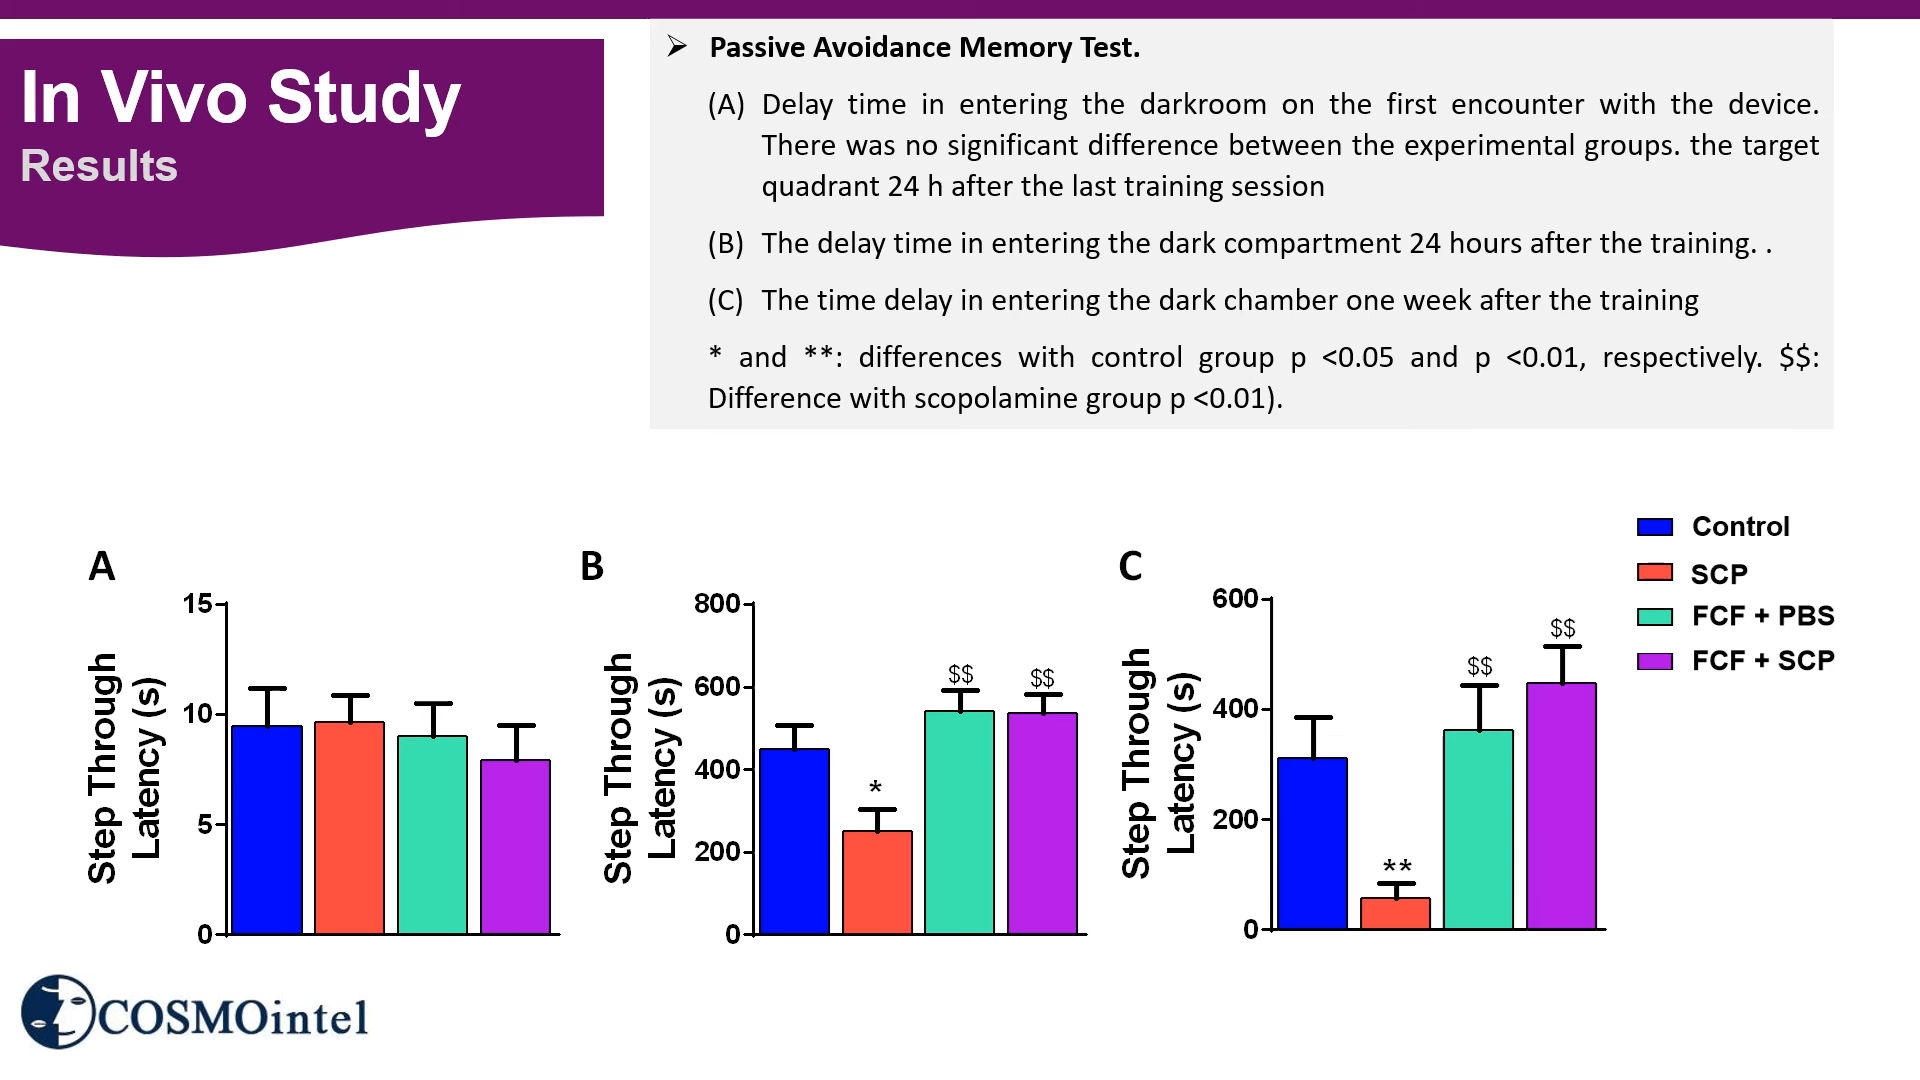 In Vivo Study
Results
➢ Passive Avoidance Memory Test.
(A) Delay time in entering the darkroom on the first encounter with the device.
There was no significant difference between the experimental groups. the target
quadrant 24 h after the last training session
(B) The delay time in entering the dark compartment 24 hours after the training. .
(C) The time delay in entering the dark chamber one week after the training
* and **: differences with control group p <0.05 and p <0.01, respectively. $$:
Difference with scopolamine group p <0.01).
A
Step Through
Latency (s)
15
10
5
0
B
Step Through
Latency (s)
800
600
400
200
0
*
$$
$$
C
Step Through
Latency (s)
600
400
200
0
**
$$
$$
Control
SCP
FCF + PBS
FCF + SCP
COSMOintel